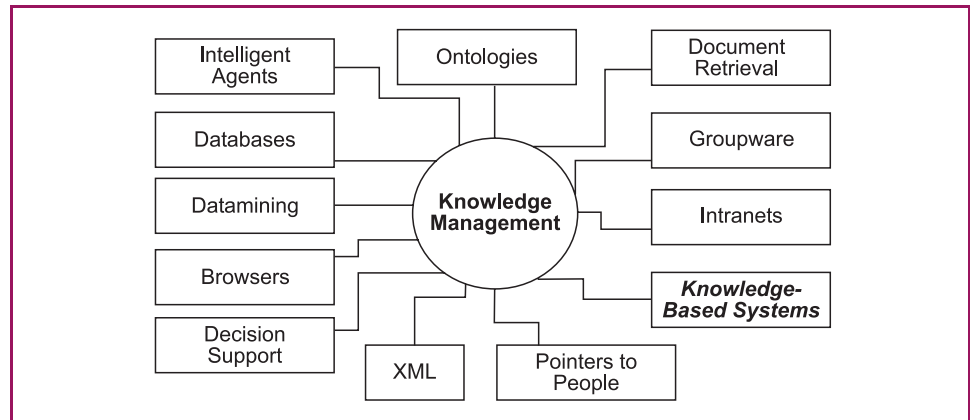 Intelligent
Agents
Ontologies
Document
Retrieval
Databases
Groupware
Datamining
Knowledge
Management
Intranets
Browsers
Knowledge-
Based Systems
Decision
Support
XML
Pointers to
People